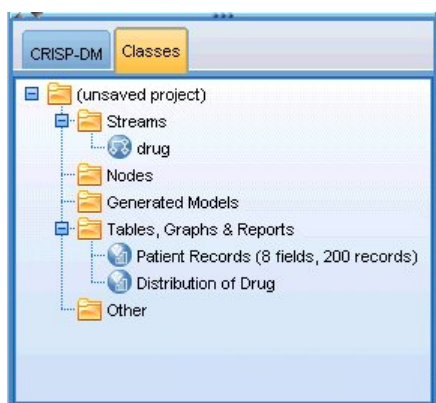 CRISP-DM Classes
(unsaved project)
Streams
drug
Nodes
Generated Models
Tables, Graphs & Reports
Patient Records (8 fields, 200 records)
Distribution of Drug
Other